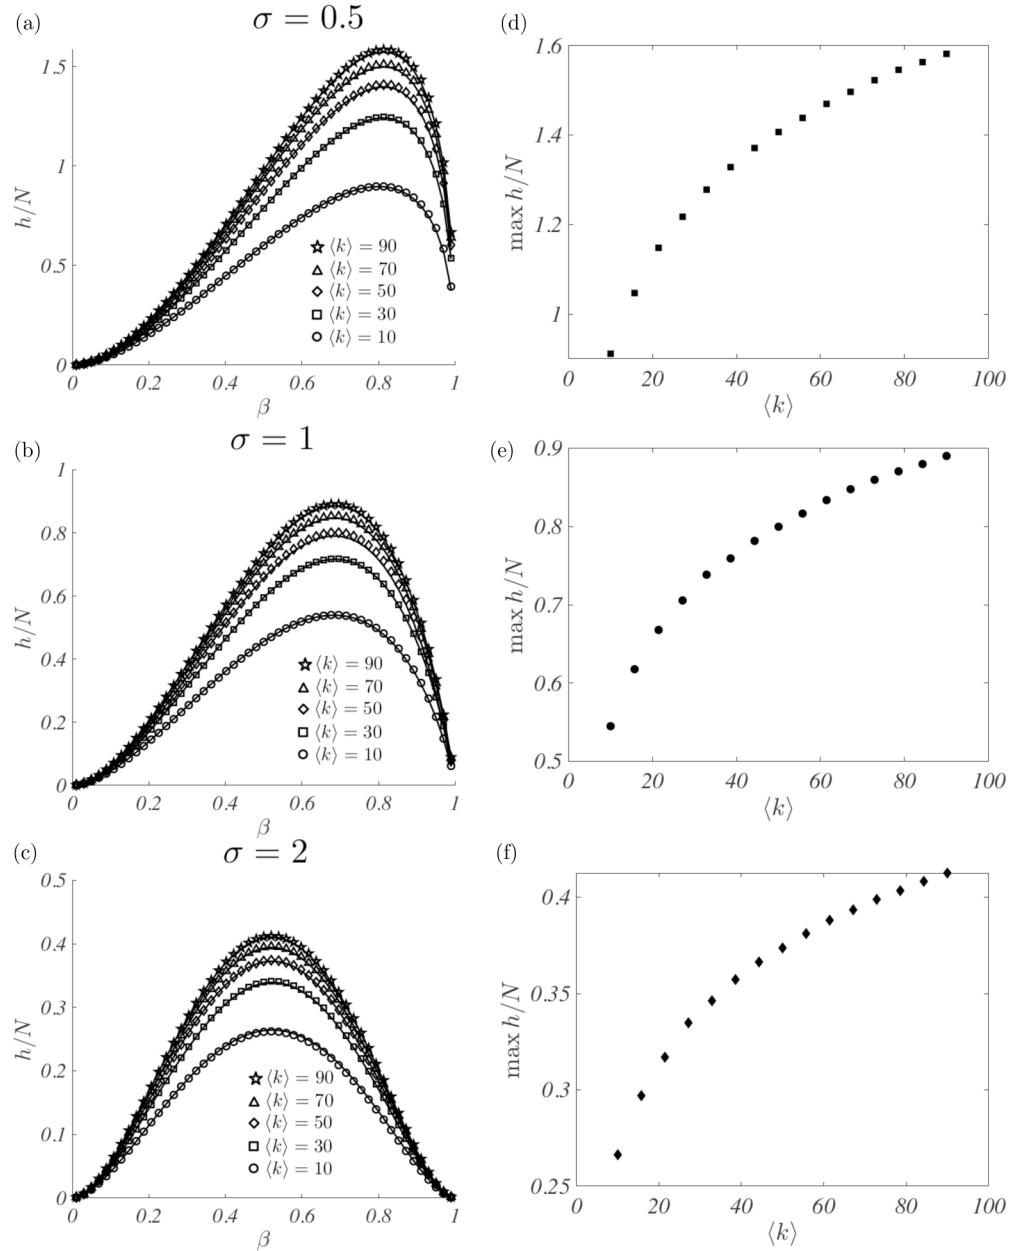 (a)
σ = 0.5
1.5
1
0.5
0
h/N
⟨k⟩ = 90
⟨k⟩ = 70
⟨k⟩ = 50
⟨k⟩ = 30
⟨k⟩ = 10
0 0.2 0.4 0.6 0.8 1
β
(d)
1.6
1.4
1.2
1
max h/N
0 20 40 60 80 100
⟨k⟩
(b)
σ = 1
1
0.8
0.6
0.4
0.2
0
h/N
⟨k⟩ = 90
⟨k⟩ = 70
⟨k⟩ = 50
⟨k⟩ = 30
⟨k⟩ = 10
0 0.2 0.4 0.6 0.8 1
β
(e)
0.9
0.8
0.7
0.6
0.5
max h/N
0 20 40 60 80 100
⟨k⟩
(c)
σ = 2
0.5
0.4
0.3
0.2
0.1
0
h/N
⟨k⟩ = 90
⟨k⟩ = 70
⟨k⟩ = 50
⟨k⟩ = 30
⟨k⟩ = 10
0 0.2 0.4 0.6 0.8 1
β
(f)
0.4
0.35
0.3
0.25
max h/N
0 20 40 60 80 100
⟨k⟩